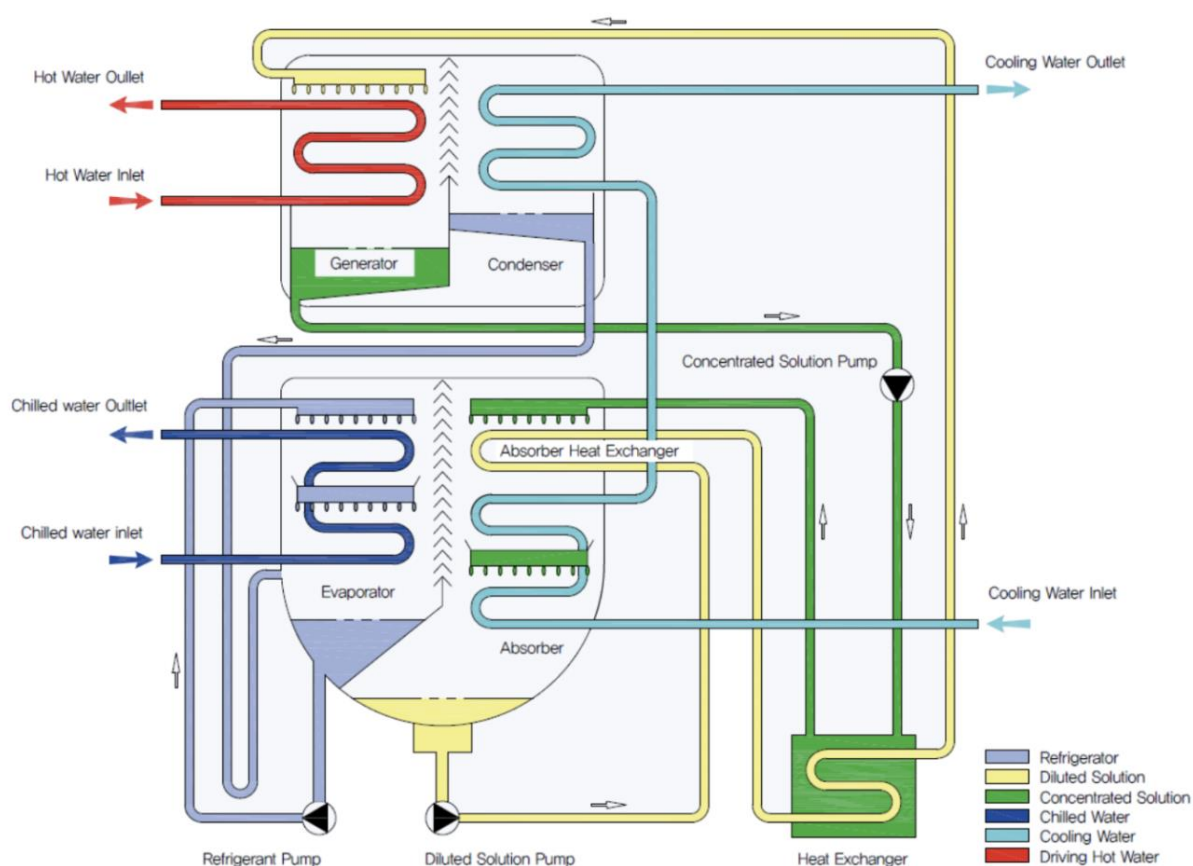 Cooling Water Outlet
Hot Water Oullet
Hot Water Inlet
Generator
Condenser
Concentrated Solution Pump
Chilled water Oultlet
Absorber Heat Exchanger
Chilled water inlet
Evaporator
Cooling Water Inlet
Absorber
Refrigerator
Diluted Solution
Concentrated Solution
Chilled Water
Cooling Water
Driving Hot Water
Refrigerant Pump
Diluted Solution Pump
Heat Exchanger